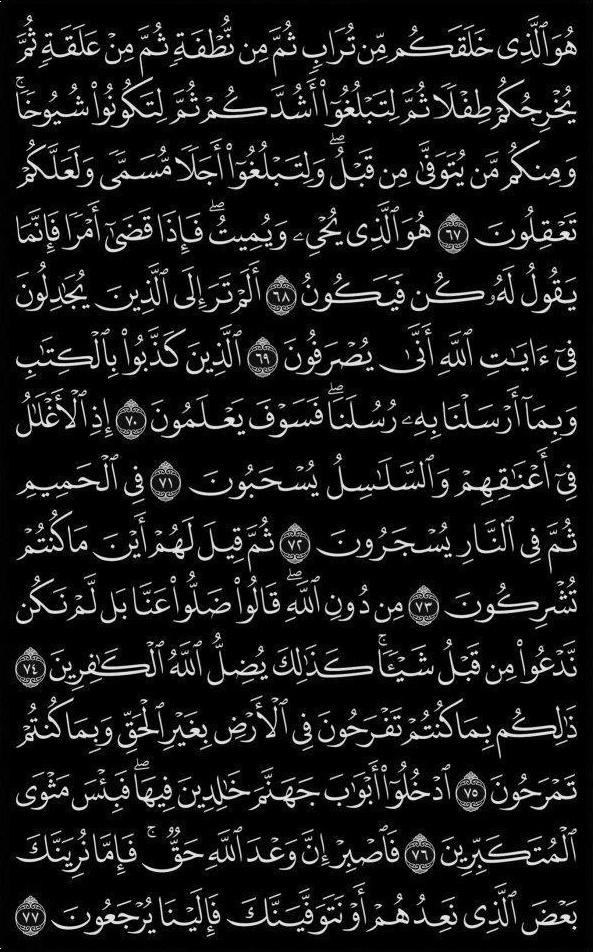 هُوَ ٱلَّذِى خَلَقَكُم مِّن تُرَابٍ ثُمَّ مِن نُّطْفَةٍ ثُمَّ مِنْ عَلَقَةٍ ثُمَّ
يُخْرِجُكُمْ طِفْلًا ثُمَّ لِتَبْلُغُوٓا۟ أَشُدَّكُمْ ثُمَّ لِتَكُونُوا۟ شُيُوخًا ۚ
وَمِنكُم مَّن يُتَوَفَّىٰ مِن قَبْلُ ۖ وَلِتَبْلُغُوٓا۟ أَجَلًا مُّسَمًّى وَلَعَلَّكُمْ
تَعْقِلُونَ ٦٧ هُوَ ٱلَّذِى يُحْىِۦ وَيُمِيتُ ۖ فَإِذَا قَضَىٰٓ أَمْرًا فَإِنَّمَا
يَقُولُ لَهُۥ كُن فَيَكُونُ ٦٨ أَلَمْ تَرَ إِلَى ٱلَّذِينَ يُجَٰدِلُونَ
فِىٓ ءَايَٰتِ ٱللَّهِ أَنَّىٰ يُصْرَفُونَ ٦٩ ٱلَّذِينَ كَذَّبُوا۟ بِٱلْكِتَٰبِ
وَبِمَآ أَرْسَلْنَا بِهِۦ رُسُلَنَا ۖ فَسَوْفَ يَعْلَمُونَ ٧٠ إِذِ ٱلْأَغْلَٰلُ
فِىٓ أَعْنَٰقِهِمْ وَٱلسَّلَٰسِلُ يُسْحَبُونَ ٧١ فِى ٱلْحَمِيمِ
ثُمَّ فِى ٱلنَّارِ يُسْجَرُونَ ٧٢ ثُمَّ قِيلَ لَهُمْ أَيْنَ مَا كُنتُمْ
تُشْرِكُونَ ٧٣ مِن دُونِ ٱللَّهِ ۖ قَالُوا۟ ضَلُّوا۟ عَنَّا بَل لَّمْ نَكُن
نَّدْعُوا۟ مِن قَبْلُ شَيْـًٔا ۚ كَذَٰلِكَ يُضِلُّ ٱللَّهُ ٱلْكَٰفِرِينَ ٧٤
ذَٰلِكُم بِمَا كُنتُمْ تَفْرَحُونَ فِى ٱلْأَرْضِ بِغَيْرِ ٱلْحَقِّ وَبِمَا كُنتُمْ
تَمْرَحُونَ ٧٥ ٱدْخُلُوٓا۟ أَبْوَٰبَ جَهَنَّمَ خَٰلِدِينَ فِيهَا ۖ فَبِئْسَ مَثْوَى
ٱلْمُتَكَبِّرِينَ ٧٦ فَٱصْبِرْ إِنَّ وَعْدَ ٱللَّهِ حَقٌّ ۚ فَإِمَّا نُرِيَنَّكَ
بَعْضَ ٱلَّذِى نَعِدُهُمْ أَوْ نَتَوَفَّيَنَّكَ فَإِلَيْنَا يُرْجَعُونَ ٧٧